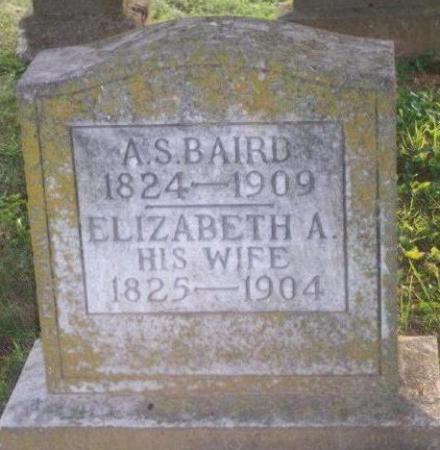 A.S.BAIRD
1824—1909
ELIZABETH A.
HIS WIFE
1825—1904